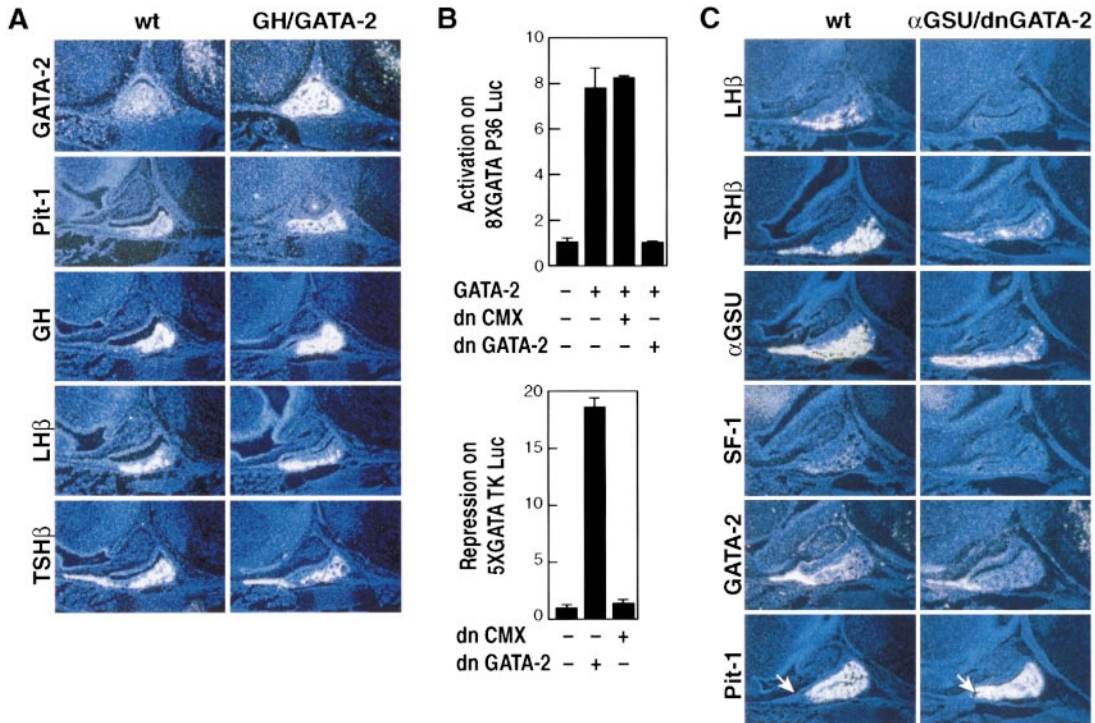 A
wt
GH/GATA-2
GATA-2
Pit-1
GH
LHβ
TSHβ
B
Activation on
8XGATA P36 Luc
10
8
6
4
2
0
GATA-2 – + + +
dn CMX – – + –
dn GATA-2 – – – +
Repression on
5XGATA TK Luc
20
15
10
5
0
dn CMX – – +
dn GATA-2 – + –
C
wt
αGSU/dnGATA-2
LHβ
TSHβ
αGSU
SF-1
GATA-2
Pit-1